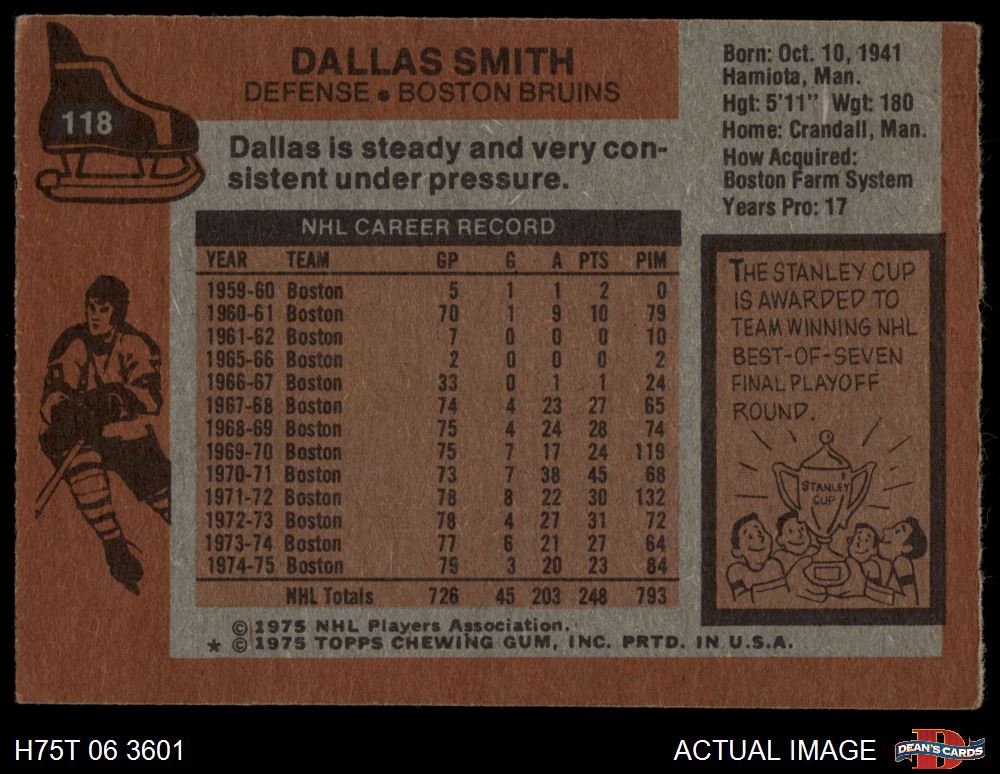 118
DALLAS SMITH
DEFENSE • BOSTON BRUINS
Dallas is steady and very con-
sistent under pressure.
Born: Oct. 10, 1941
Hamiota, Man.
Hgt: 5'11" Wgt: 180
Home: Crandall, Man.
How Acquired:
Boston Farm System
Years Pro: 17
NHL CAREER RECORD
YEAR TEAM GP G A PTS PIM
1959-60 Boston 5 1 1 2 0
1960-61 Boston 70 1 9 10 79
1961-62 Boston 7 0 0 0 10
1965-66 Boston 2 0 0 0 2
1966-67 Boston 33 0 1 1 24
1967-68 Boston 74 4 23 27 65
1968-69 Boston 75 4 24 28 74
1969-70 Boston 75 7 17 24 119
1970-71 Boston 73 7 38 45 68
1971-72 Boston 78 8 22 30 132
1972-73 Boston 78 4 27 31 72
1973-74 Boston 77 6 21 27 64
1974-75 Boston 79 3 20 23 84
NHL Totals 726 45 203 248 793
THE STANLEY CUP
IS AWARDED TO
TEAM WINNING NHL
BEST-OF-SEVEN
FINAL PLAYOFF
ROUND.
STANLEY
CUP
© 1975 NHL Players Association.
* © 1975 TOPPS CHEWING GUM, INC. PRTD. IN U.S.A.
H75T 06 3601
ACTUAL IMAGE
D
DEAN'S CARDS